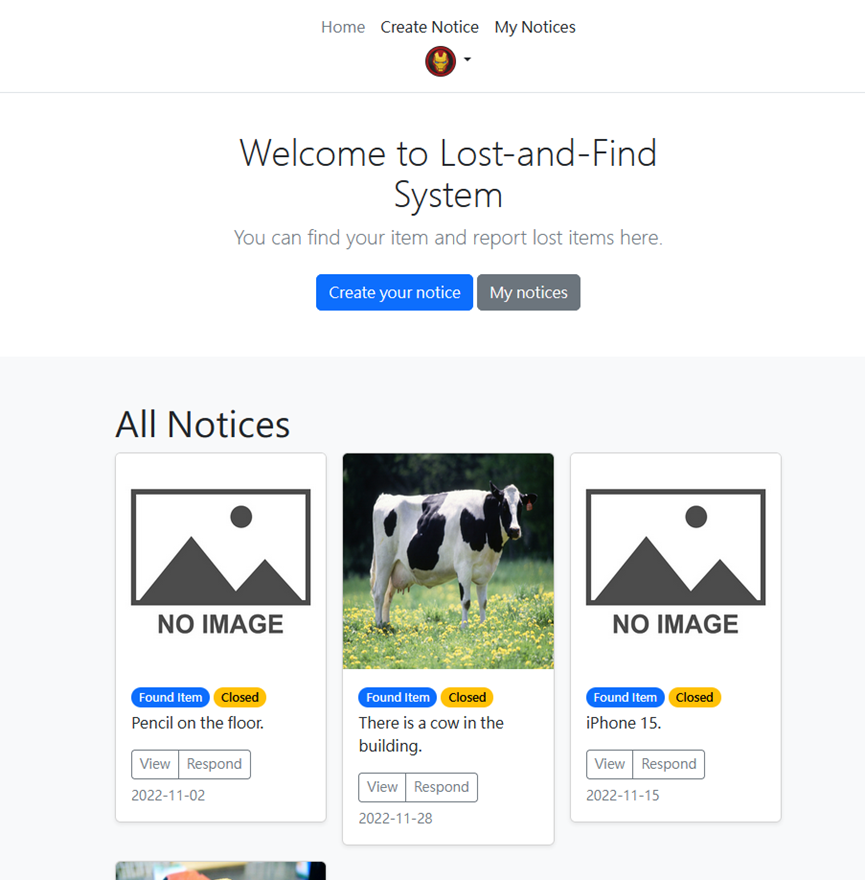 Home Create Notice My Notices
Welcome to Lost-and-Find
System
You can find your item and report lost items here.
Create your notice My notices
All Notices
NO IMAGE
Found Item Closed
Pencil on the floor.
View Respond
2022-11-02
Found Item Closed
There is a cow in the
building.
View Respond
2022-11-28
NO IMAGE
Found Item Closed
iPhone 15.
View Respond
2022-11-15